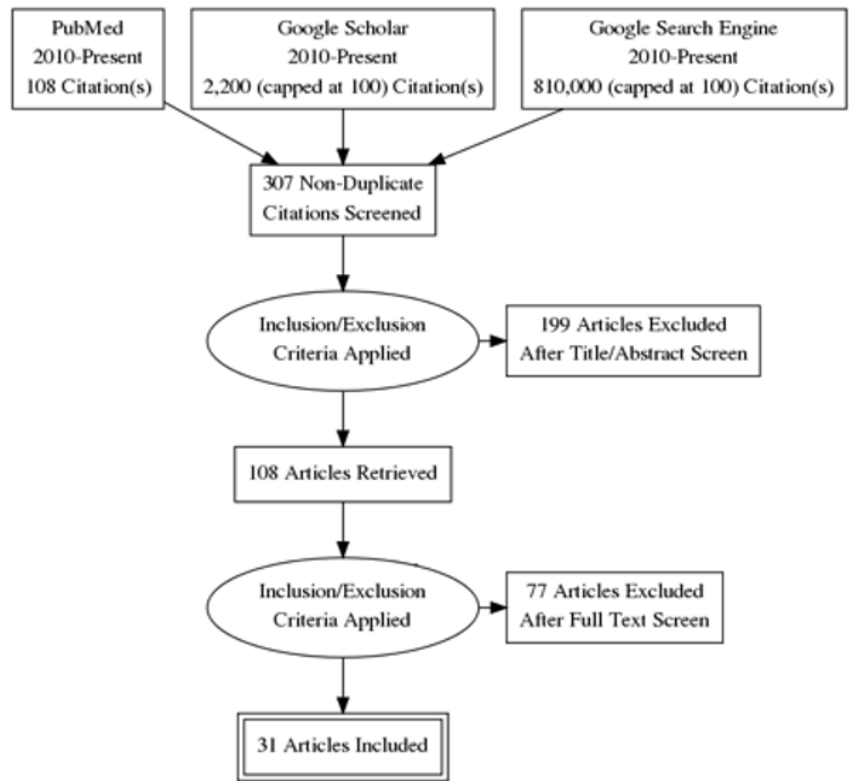 PubMed
2010-Present
108 Citation(s)
Google Scholar
2010-Present
2,200 (capped at 100) Citation(s)
Google Search Engine
2010-Present
810,000 (capped at 100) Citation(s)
307 Non-Duplicate
Citations Screened
Inclusion/Exclusion
Criteria Applied
199 Articles Excluded
After Title/Abstract Screen
108 Articles Retrieved
Inclusion/Exclusion
Criteria Applied
77 Articles Excluded
After Full Text Screen
31 Articles Included